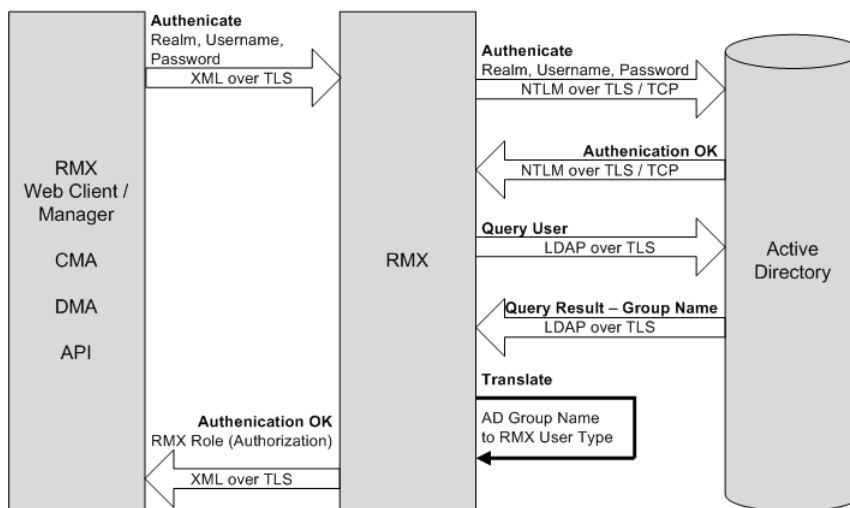 Authenicate
Realm, Username,
Password
XML over TLS
Authenicate
Realm, Username, Password
NTLM over TLS / TCP
Authenication OK
NTLM over TLS / TCP
RMX
Web Client /
Manager
CMA
DMA
API
RMX
Query User
LDAP over TLS
Active
Directory
Query Result – Group Name
LDAP over TLS
Translate
AD Group Name
to RMX User Type
Authenication OK
RMX Role (Authorization)
XML over TLS